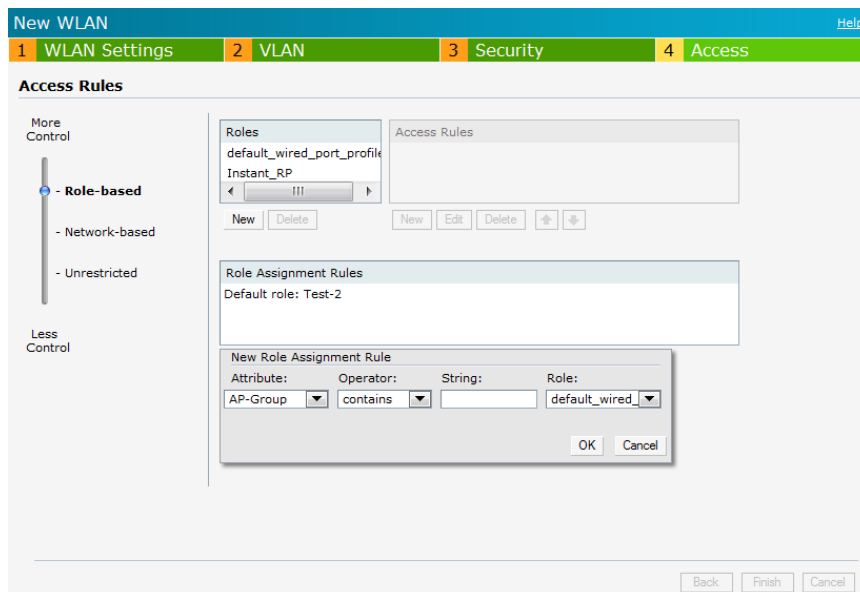 New WLAN
Help
1 WLAN Settings
2 VLAN
3 Security
4 Access
Access Rules
More
Control
- Role-based
- Network-based
- Unrestricted
Less
Control
Roles
default_wired_port_profile
Instant_RP
New Delete
Access Rules
New Edit Delete
Role Assignment Rules
Default role: Test-2
New Role Assignment Rule
Attribute: Operator: String: Role:
AP-Group contains default_wired_
OK Cancel
Back Finish Cancel